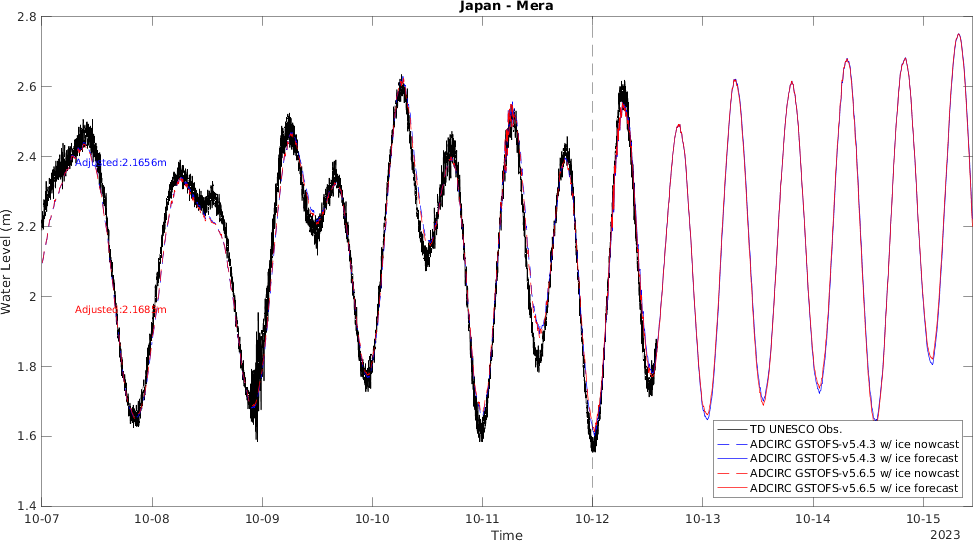 Japan - Mera
2.8
2.6
2.4
2.2
2
1.8
1.6
1.4
Water Level (m)
Adjusted:2.1656m
TD UNESCO Obs.
ADCIRC GSTOFS-v5.4.3 w/ ice nowcast
ADCIRC GSTOFS-v5.4.3 w/ ice forecast
ADCIRC GSTOFS-v5.6.5 w/ ice nowcast
ADCIRC GSTOFS-v5.6.5 w/ ice forecast
10-07
10-08
10-09
10-10
10-11
10-12
10-13
10-14
10-15
Time
2023